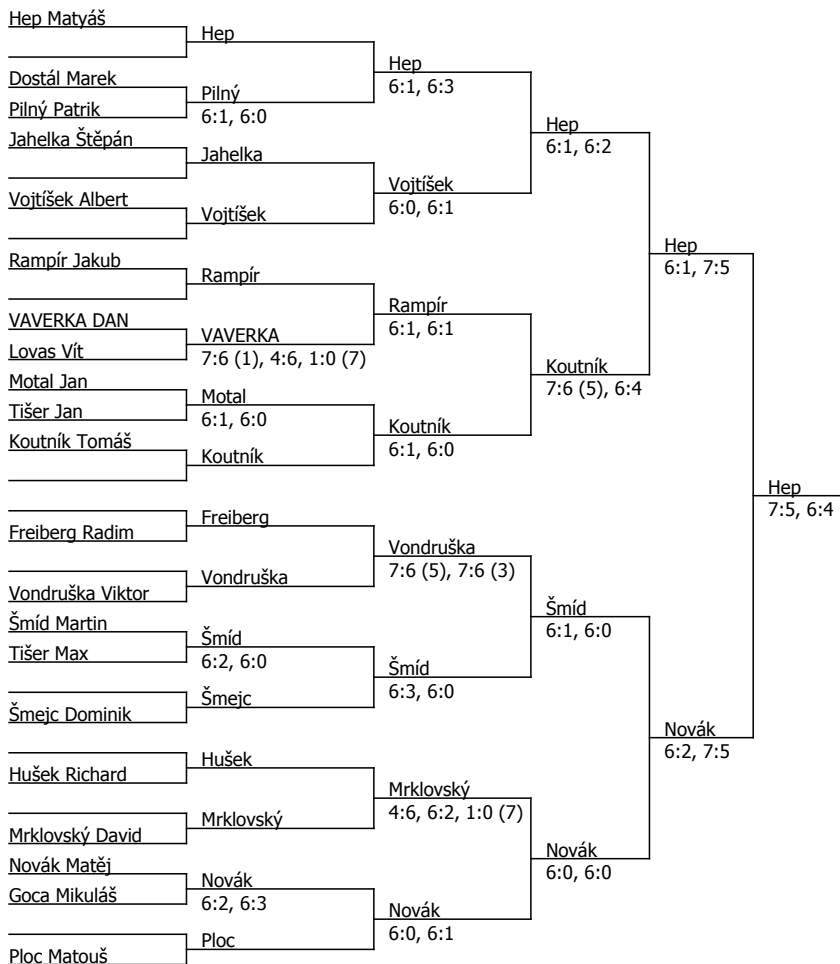 Hep Matyáš
Hep
Dostál Marek
Pilný Patrik
Pilný
6:1, 6:0
Hep
6:1, 6:3
Jahelka Štěpán
Jahelka
Vojtíšek Albert
Vojtíšek
Vojtíšek
6:0, 6:1
Hep
6:1, 6:2
Rampír Jakub
Rampír
VAVERKA DAN
Lovas Vít
VAVERKA
7:6 (1), 4:6, 1:0 (7)
Rampír
6:1, 6:1
Motal Jan
Tišer Jan
Motal
6:1, 6:0
Koutník Tomáš
Koutník
Koutník
6:1, 6:0
Koutník
7:6 (5), 6:4
Hep
6:1, 7:5
Freiberg Radim
Freiberg
Vondruška Viktor
Vondruška
Vondruška
7:6 (5), 7:6 (3)
Šmíd Martin
Tišer Max
Šmíd
6:2, 6:0
Šmejc Dominik
Šmejc
Šmíd
6:3, 6:0
Šmíd
6:1, 6:0
Hušek Richard
Hušek
Mrklovský David
Mrklovský
Mrklovský
4:6, 6:2, 1:0 (7)
Novák Matěj
Goca Mikuláš
Novák
6:2, 6:3
Ploc Matouš
Ploc
Novák
6:0, 6:1
Novák
6:0, 6:0
Novák
6:2, 7:5
Hep
7:5, 6:4